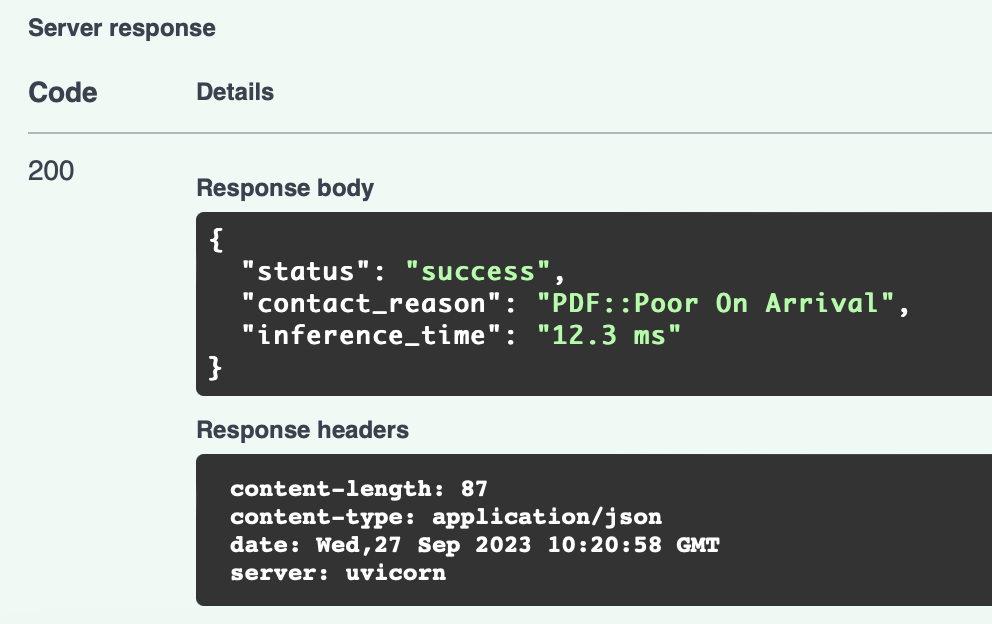 Server response
Code Details
200
Response body
{
  "status": "success",
  "contact_reason": "PDF::Poor On Arrival",
  "inference_time": "12.3 ms"
}
Response headers
content-length: 87
content-type: application/json
date: Wed,27 Sep 2023 10:20:58 GMT
server: uvicorn